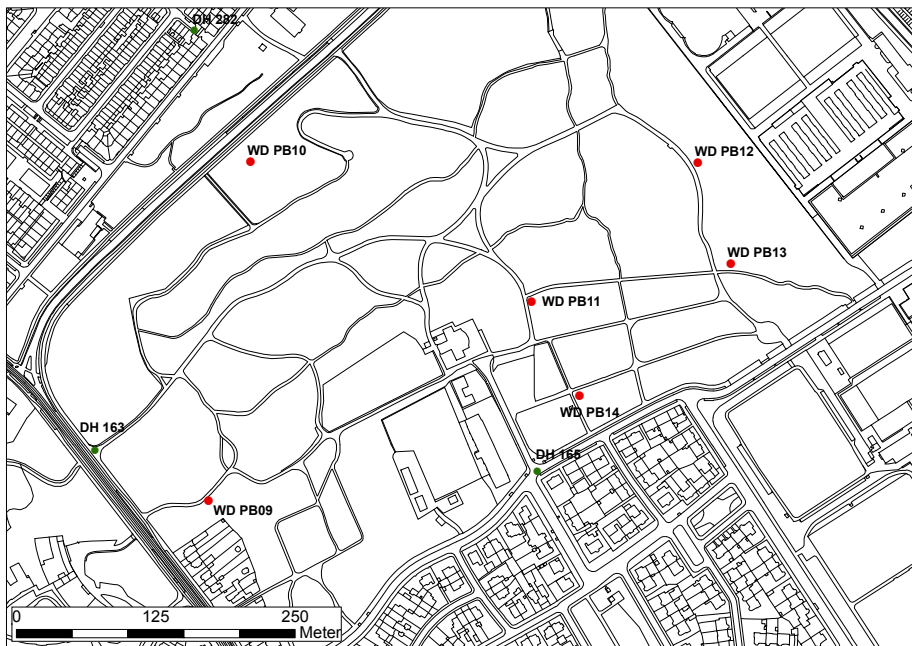 DH 282
WD PB10
WD PB12
WD PB13
WD PB11
WD PB14
DH 163
DH 165
WD PB09
0 125 250
Meter